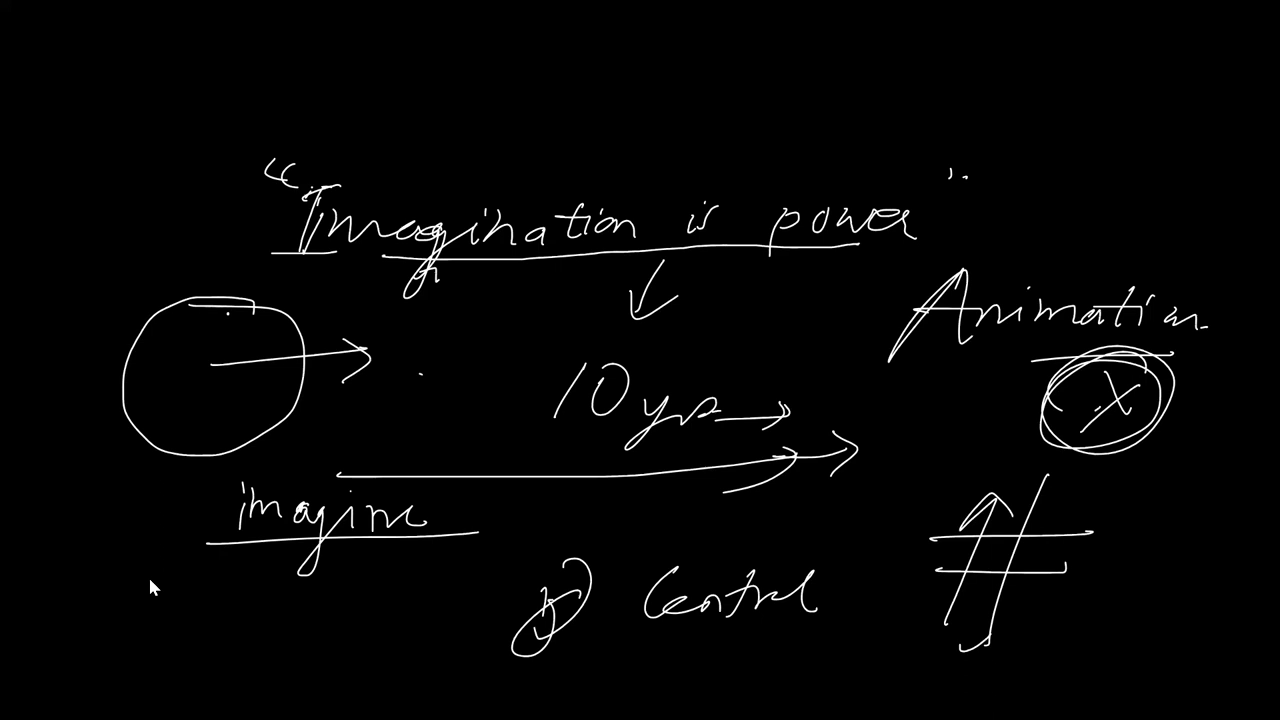 "Imagination is power"
Animation
10 yrs
X
imagine
Control